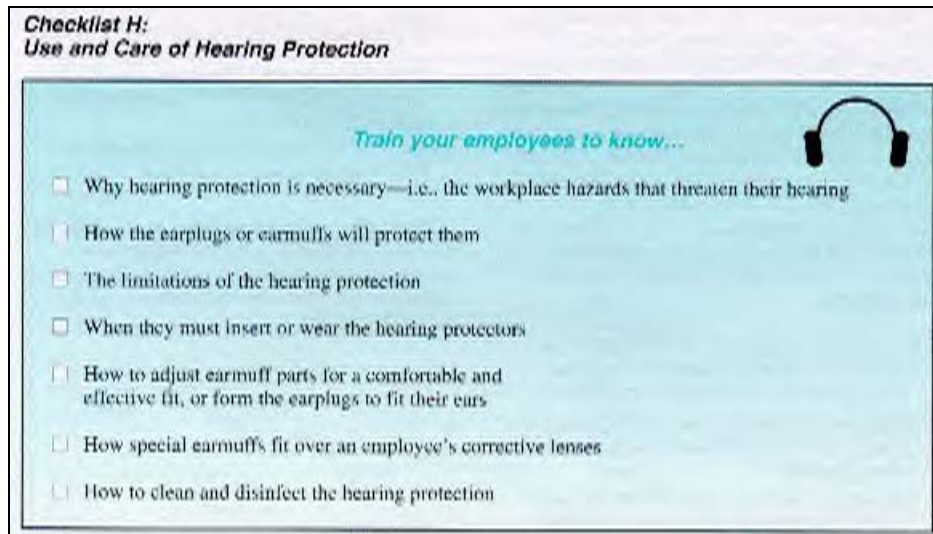 Checklist H:
Use and Care of Hearing Protection
Train your employees to know...
Why hearing protection is necessary—i.e., the workplace hazards that threaten their hearing
How the earplugs or earmuffs will protect them
The limitations of the hearing protection
When they must insert or wear the hearing protectors
How to adjust earmuff parts for a comfortable and
effective fit, or form the earplugs to fit their ears
How special earmuffs fit over an employee's corrective lenses
How to clean and disinfect the hearing protection